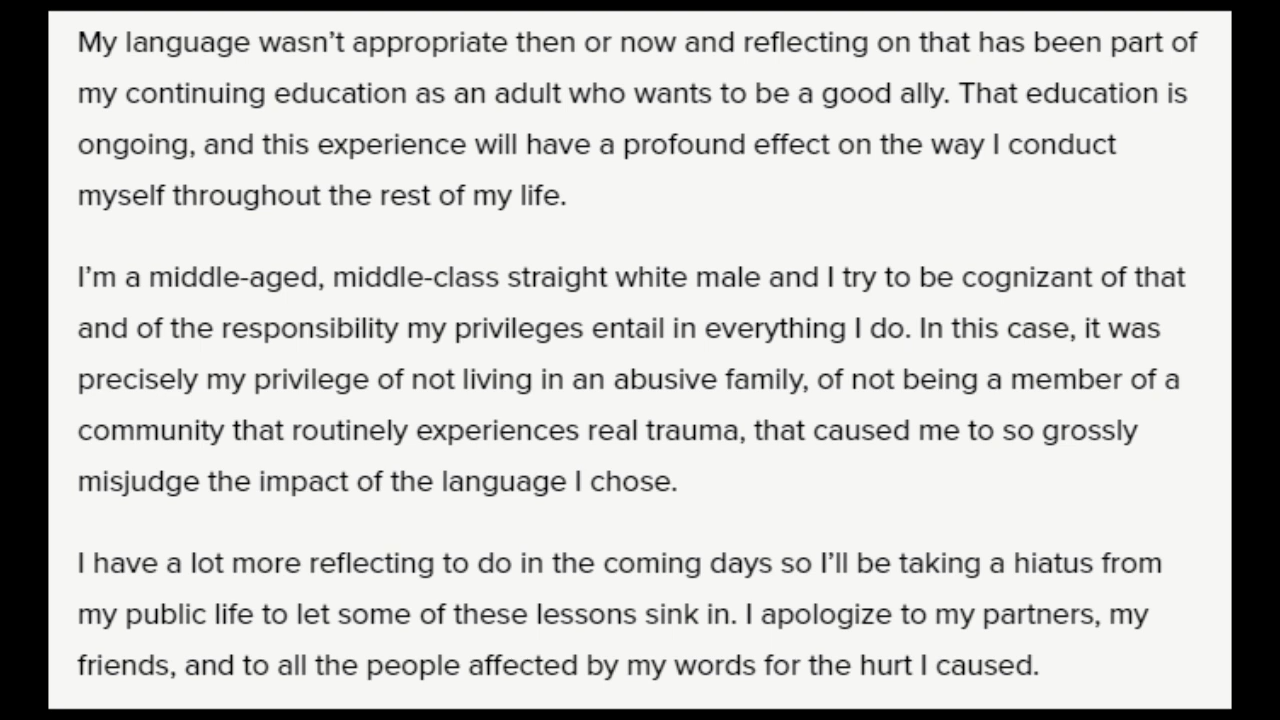 My language wasn’t appropriate then or now and reflecting on that has been part of
my continuing education as an adult who wants to be a good ally. That education is
ongoing, and this experience will have a profound effect on the way I conduct
myself throughout the rest of my life.
I’m a middle-aged, middle-class straight white male and I try to be cognizant of that
and of the responsibility my privileges entail in everything I do. In this case, it was
precisely my privilege of not living in an abusive family, of not being a member of a
community that routinely experiences real trauma, that caused me to so grossly
misjudge the impact of the language I chose.
I have a lot more reflecting to do in the coming days so I’ll be taking a hiatus from
my public life to let some of these lessons sink in. I apologize to my partners, my
friends, and to all the people affected by my words for the hurt I caused.